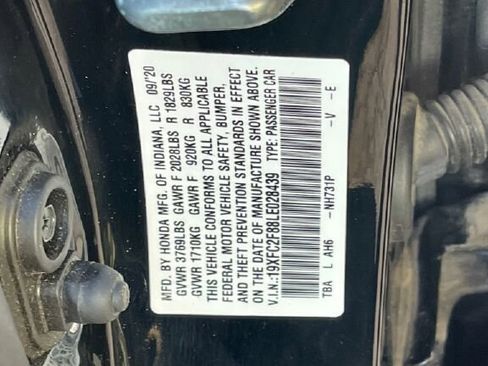 MFD. BY HONDA MFG. OF INDIANA, LLC 09/20
GVWR 3769LBS GAWR F 2028LBS R 1829LBS
GVWR 1710KG GAWR F 920KG R 830KG
THIS VEHICLE CONFORMS TO ALL APPLICABLE
FEDERAL MOTOR VEHICLE SAFETY, BUMPER,
AND THEFT PREVENTION STANDARDS IN EFFECT
ON THE DATE OF MANUFACTURE SHOWN ABOVE.
V.I.N.:19XFC2F88LE028439 TYPE: PASSENGER CAR
-NH731P -V -E
TBA L AH6